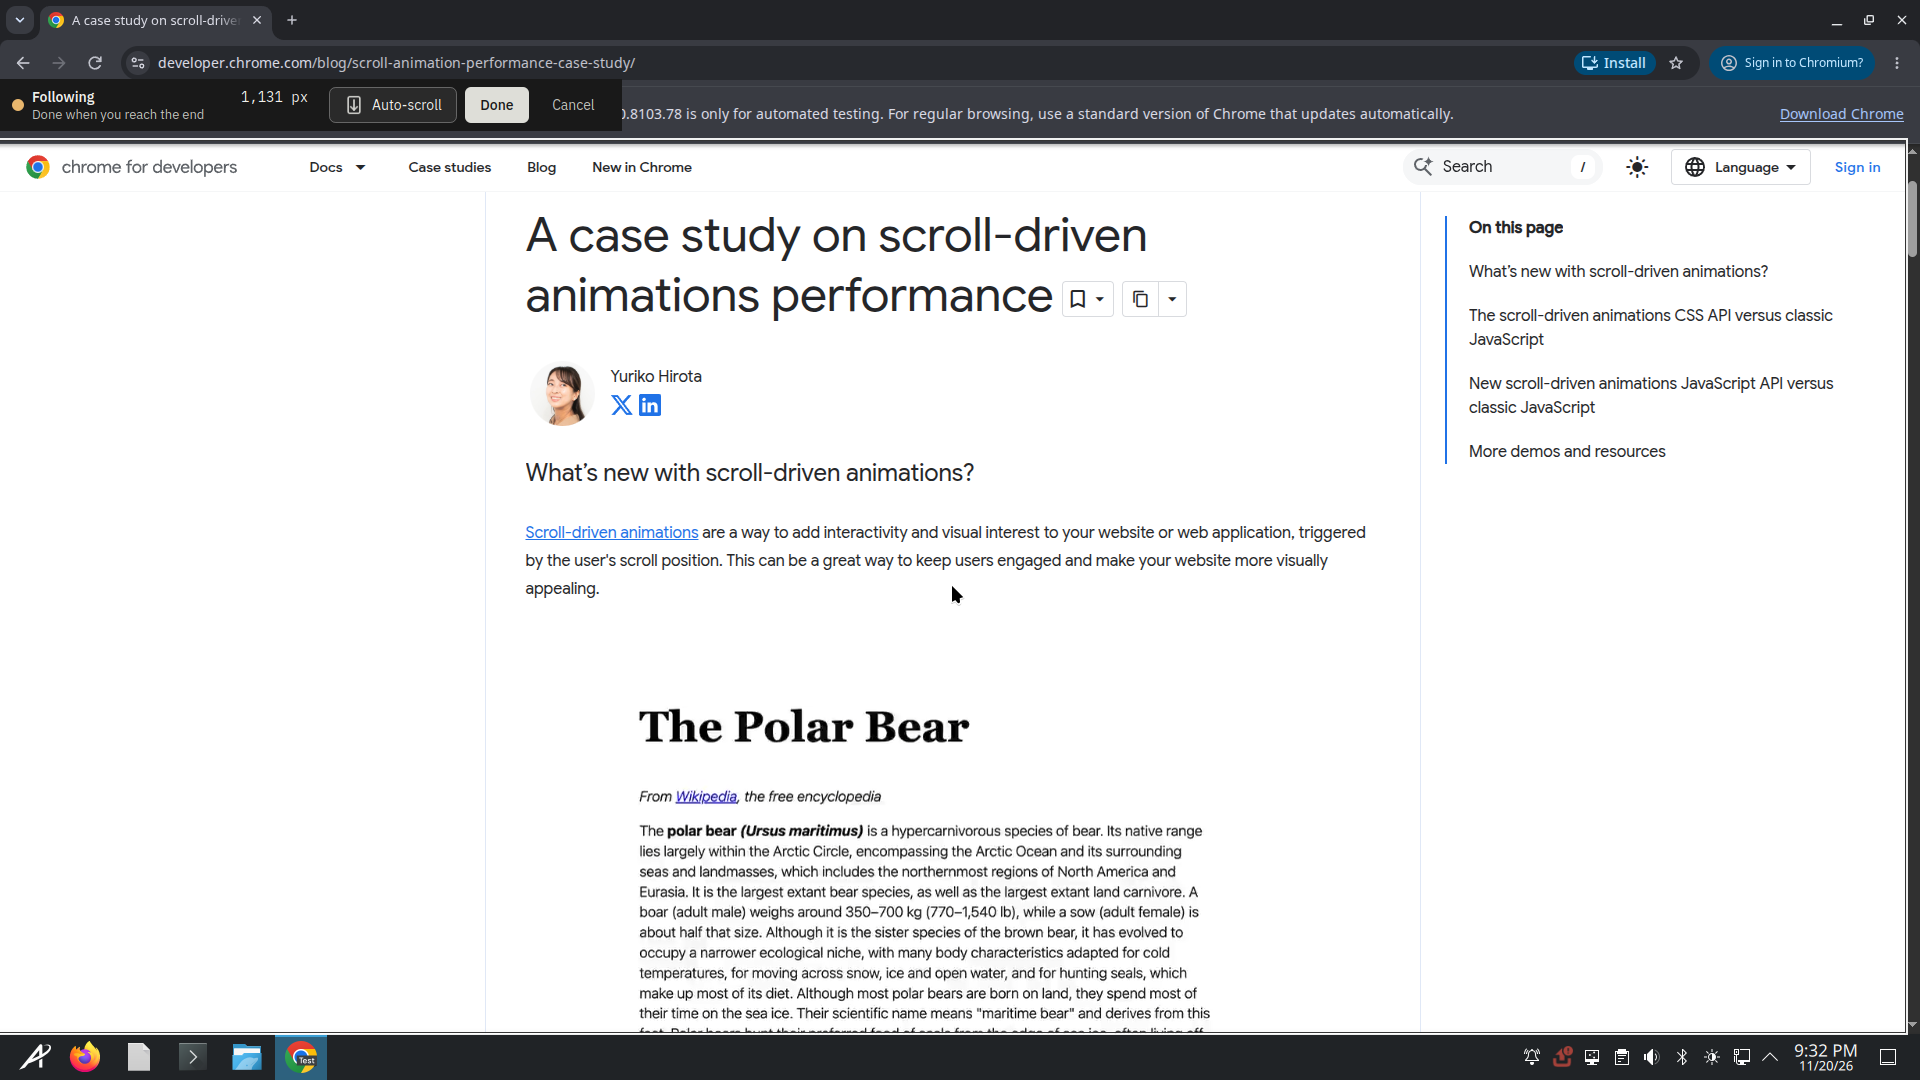 A case study on scroll-drive
developer.chrome.com/blog/scroll-animation-performance-case-study/
Install
Sign in to Chromium?
Following
Done when you reach the end
1,131 px
Auto-scroll
Done
Cancel
0.8103.78 is only for automated testing. For regular browsing, use a standard version of Chrome that updates automatically.
Download Chrome
chrome for developers
Docs
Case studies
Blog
New in Chrome
Search
/
Language
Sign in
A case study on scroll-driven
animations performance
Yuriko Hirota
What’s new with scroll-driven animations?
Scroll-driven animations are a way to add interactivity and visual interest to your website or web application, triggered
by the user's scroll position. This can be a great way to keep users engaged and make your website more visually
appealing.
The Polar Bear
From Wikipedia, the free encyclopedia
The polar bear (Ursus maritimus) is a hypercarnivorous species of bear. Its native range
lies largely within the Arctic Circle, encompassing the Arctic Ocean and its surrounding
seas and landmasses, which includes the northernmost regions of North America and
Eurasia. It is the largest extant bear species, as well as the largest extant land carnivore. A
boar (adult male) weighs around 350–700 kg (770–1,540 lb), while a sow (adult female) is
about half that size. Although it is the sister species of the brown bear, it has evolved to
occupy a narrower ecological niche, with many body characteristics adapted for cold
temperatures, for moving across snow, ice and open water, and for hunting seals, which
make up most of its diet. Although most polar bears are born on land, they spend most of
their time on the sea ice. Their scientific name means "maritime bear" and derives from this
On this page
What’s new with scroll-driven animations?
The scroll-driven animations CSS API versus classic
JavaScript
New scroll-driven animations JavaScript API versus
classic JavaScript
More demos and resources
Test
9:32 PM
11/20/26